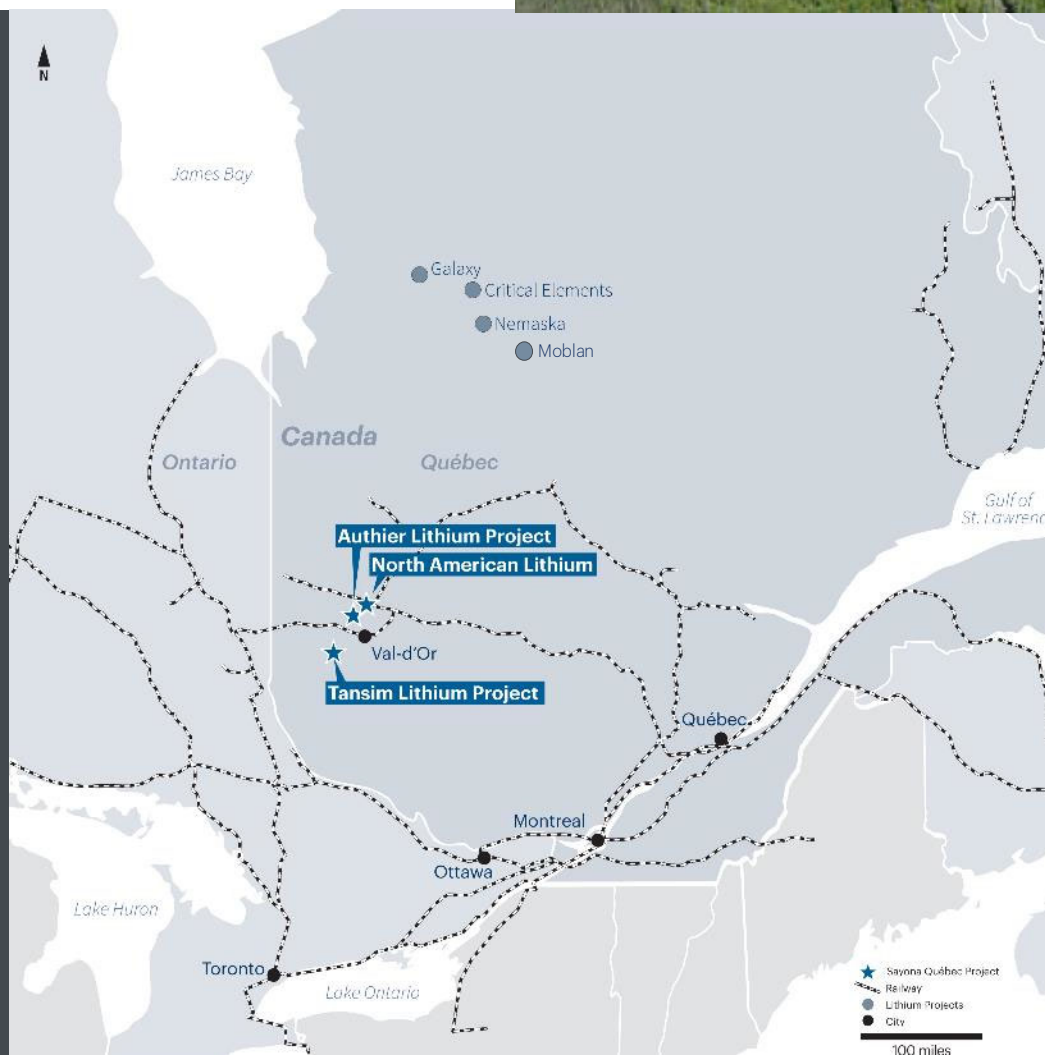 N
James Bay
Galaxy
Critical Elements
Nemaska
Moblan
Canada
Ontario
Québec
Gulf of
St. Lawrenc
Authier Lithium Project
North American Lithium
Val-d'Or
Tansim Lithium Project
Québec
Montreal
Ottawa
Lake Huron
Toronto
Lake Ontario
Sayona Québec Project
Railway
Lithium Projects
City
100 miles